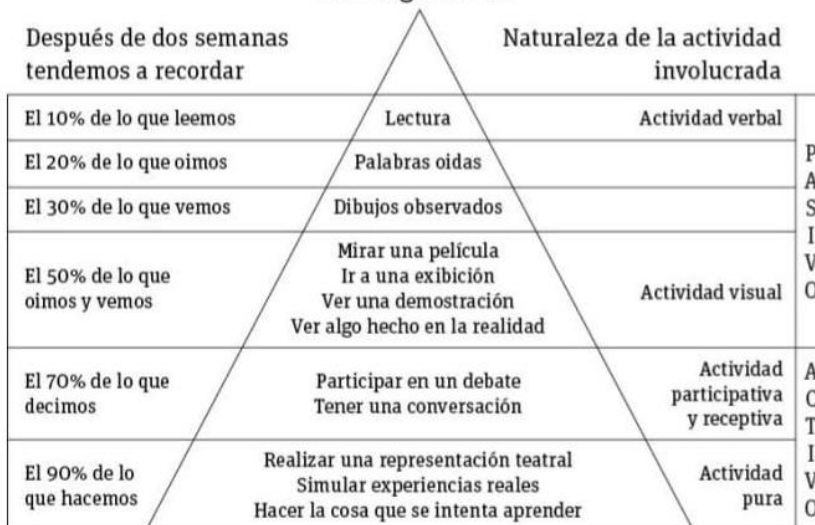 Después de dos semanas
tendemos a recordar
Naturaleza de la actividad
involucrada
El 10% de lo que leemos
Lectura
Actividad verbal
El 20% de lo que oimos
Palabras oidas
El 30% de lo que vemos
Dibujos observados
El 50% de lo que
oimos y vemos
Mirar una película
Ir a una exibición
Ver una demostración
Ver algo hecho en la realidad
Actividad visual
PASIVO
El 70% de lo que
decimos
Participar en un debate
Tener una conversación
Actividad
participativa
y receptiva
El 90% de lo
que hacemos
Realizar una representación teatral
Simular experiencias reales
Hacer la cosa que se intenta aprender
Actividad
pura
ACTIVO